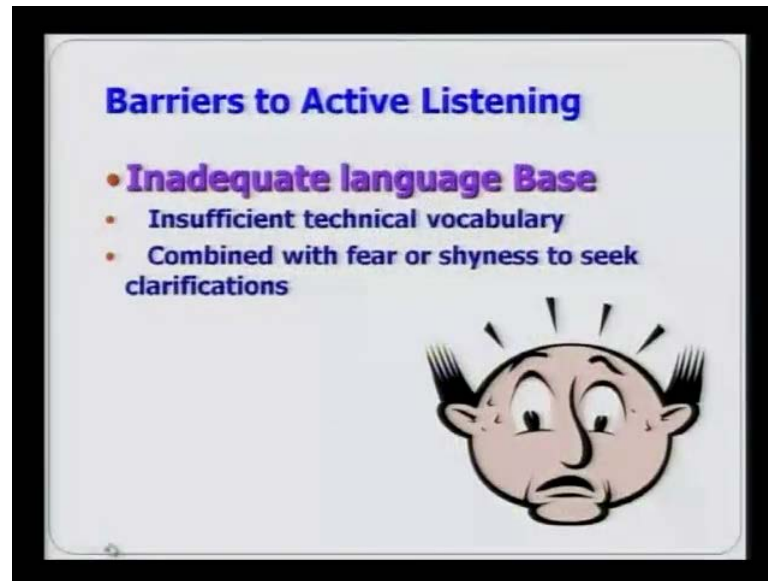 Barriers to Active Listening
• Inadequate language Base
• Insufficient technical vocabulary
• Combined with fear or shyness to seek
clarifications